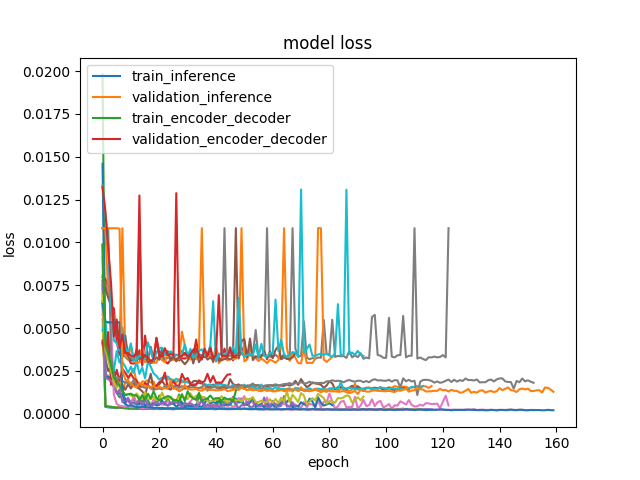 model loss
0.0200
0.0175
0.0150
0.0125
0.0100
0.0075
0.0050
0.0025
0.0000
loss
train_inference
validation_inference
train_encoder_decoder
validation_encoder_decoder
0 20 40 60 80 100 120 140 160
epoch